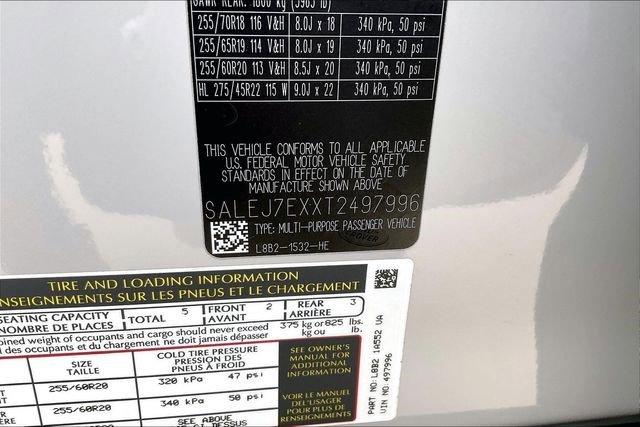 GAWR REAR: 1800 kg (3965 lb)
255/70R18 116 V&H 8.0J x 18 340 kPa, 50 psi
255/65R19 114 V&H 8.0J x 19 340 kPa, 50 psi
255/60R20 113 V&H 8.5J x 20 340 kPa, 50 psi
HL 275/45R22 115 W 9.0J x 22 340 kPa, 50 psi
THIS VEHICLE CONFORMS TO ALL APPLICABLE
U.S. FEDERAL MOTOR VEHICLE SAFETY
STANDARDS IN EFFECT ON THE DATE OF
MANUFACTURE SHOWN ABOVE
SALEJ7EXXT2497996
TYPE: MULTI-PURPOSE PASSENGER VEHICLE
ROVER
L8B2-1532-HE
TIRE AND LOADING INFORMATION
ENSEIGNEMENTS SUR LES PNEUS ET LE CHARGEMENT
SEATING CAPACITY
NOMBRE DE PLACES
TOTAL 5
FRONT 2
AVANT
REAR 3
ARRIÈRE
bined weight of occupants and cargo should never exceed 375 kg or 825 lbs.
l des occupants et du chargement ne doit jamais dépasser kg ou lb.
SIZE
TAILLE
COLD TIRE PRESSURE
PRESSION DES
PNEUS À FROID
255/60R20 320 kPa 47 psi
255/60R20 340 kPa 50 psi
SEE ABOVE
SEE OWNER'S
MANUAL FOR
ADDITIONAL
INFORMATION
VOIR LE MANUEL
DEL'USAGER
POUR PLUS DE
RENSEIGNEMENTS
PART NO: L8B2 1A552 UA
VIN NO 497996